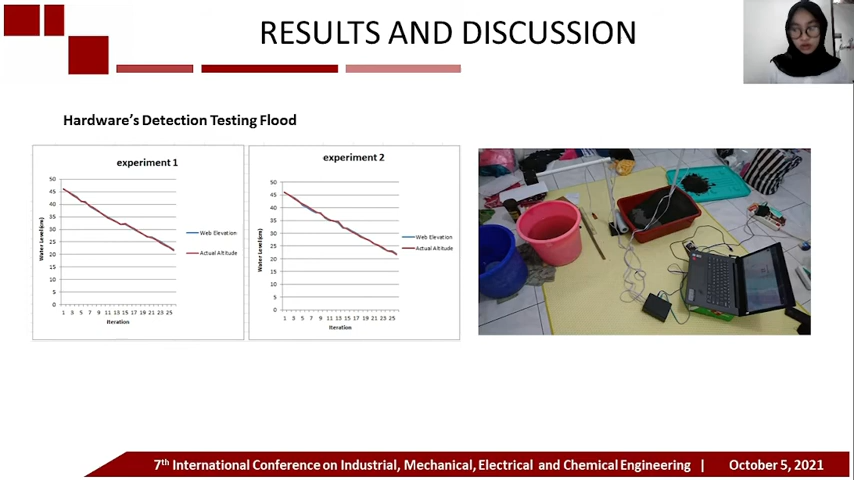 RESULTS AND DISCUSSION
Hardware's Detection Testing Flood
experiment 1
50
45
40
35
30
25
20
15
10
5
0
Water Level(cm)
1 3 5 7 9 11 13 15 17 19 21 23 25
Iteration
Web Elevation
Actual Altitude
experiment 2
50
45
40
35
30
25
20
15
10
5
0
Water Level(cm)
1 3 5 7 9 11 13 15 17 19 21 23 25
Iteration
Web Elevation
Actual Altitude
7th International Conference on Industrial, Mechanical, Electrical and Chemical Engineering | October 5, 2021